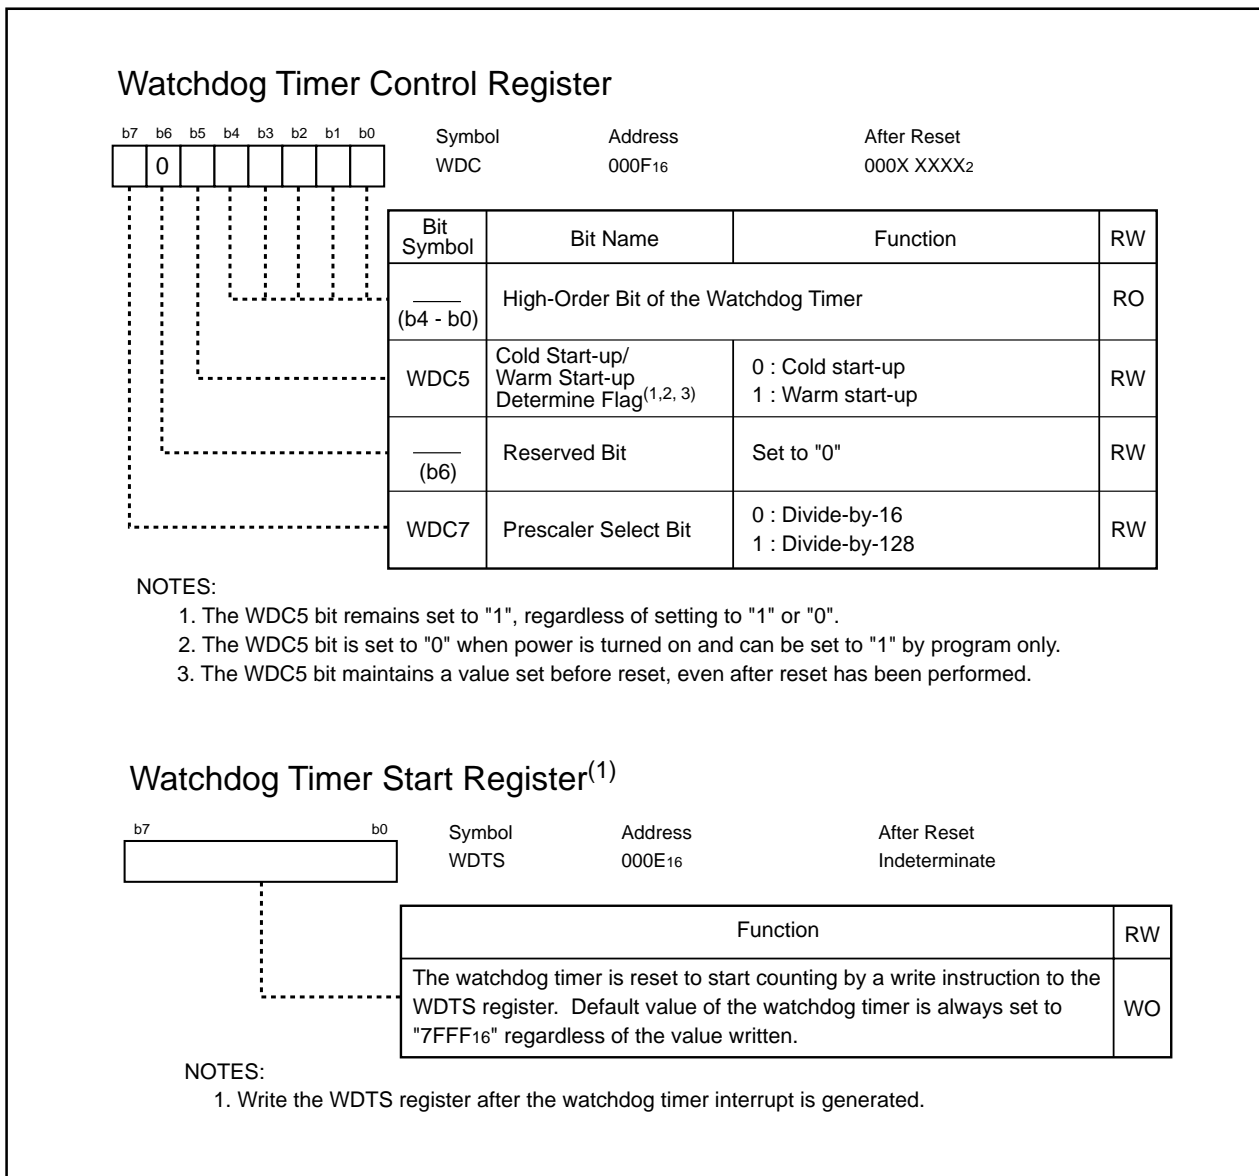 Watchdog Timer Control Register
b7 b6 b5 b4 b3 b2 b1 b0
Symbol Address After Reset
0
WDC 000F16 000X XXXX2
Bit Symbol Bit Name Function RW
(b4 - b0) High-Order Bit of the Watchdog Timer RO
WDC5
Cold Start-up/
Warm Start-up
Determine Flag(1,2, 3)
0 : Cold start-up
1 : Warm start-up
RW
(b6) Reserved Bit Set to "0" RW
WDC7 Prescaler Select Bit
0 : Divide-by-16
1 : Divide-by-128
RW
NOTES:
1. The WDC5 bit remains set to "1", regardless of setting to "1" or "0".
2. The WDC5 bit is set to "0" when power is turned on and can be set to "1" by program only.
3. The WDC5 bit maintains a value set before reset, even after reset has been performed.
Watchdog Timer Start Register(1)
b7 b0
Symbol Address After Reset
WDTS 000E16 Indeterminate
Function RW
The watchdog timer is reset to start counting by a write instruction to the
WDTS register. Default value of the watchdog timer is always set to
"7FFF16" regardless of the value written.
WO
NOTES:
1. Write the WDTS register after the watchdog timer interrupt is generated.